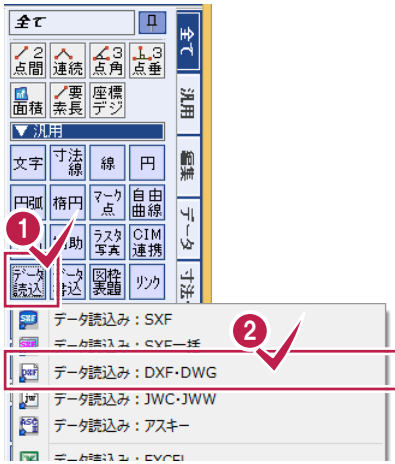 全て
2点間
連続
3点角
1.3点垂
面積
要素長
座標デジ
▼ 汎用
文字
寸法線
線
円
円弧
楕円
マーク点
自由曲線
1
助
ラスタ写真
CIM連携
データ読込
データ書込
図枠表題
リンク
全て
汎用
編集
データ
寸法・
データ読込み：SXF
2
データ読込み：SXF一括
データ読込み：DXF・DWG
データ読込み：JWC・JWW
データ読込み：アスキー
データ読込み：EXCEL